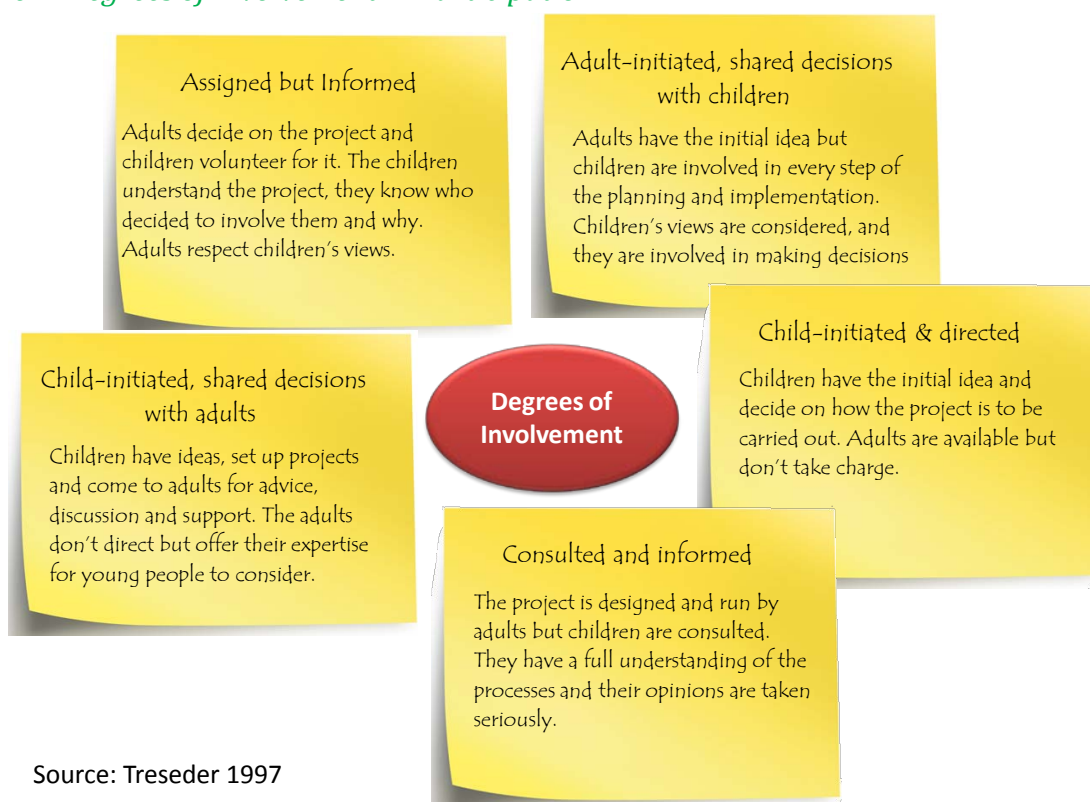 Assigned but Informed
Adults decide on the project and
children volunteer for it. The children
understand the project, they know who
decided to involve them and why.
Adults respect children's views.
Adult-initiated, shared decisions
with children
Adults have the initial idea but
children are involved in every step of
the planning and implementation.
Children's views are considered, and
they are involved in making decisions
Child-initiated, shared decisions
with adults
Children have ideas, set up projects
and come to adults for advice,
discussion and support. The adults
don't direct but offer their expertise
for young people to consider.
Degrees of
Involvement
Child-initiated & directed
Children have the initial idea and
decide on how the project is to be
carried out. Adults are available but
don't take charge.
Consulted and informed
The project is designed and run by
adults but children are consulted.
They have a full understanding of the
processes and their opinions are taken
seriously.
Source: Treseder 1997